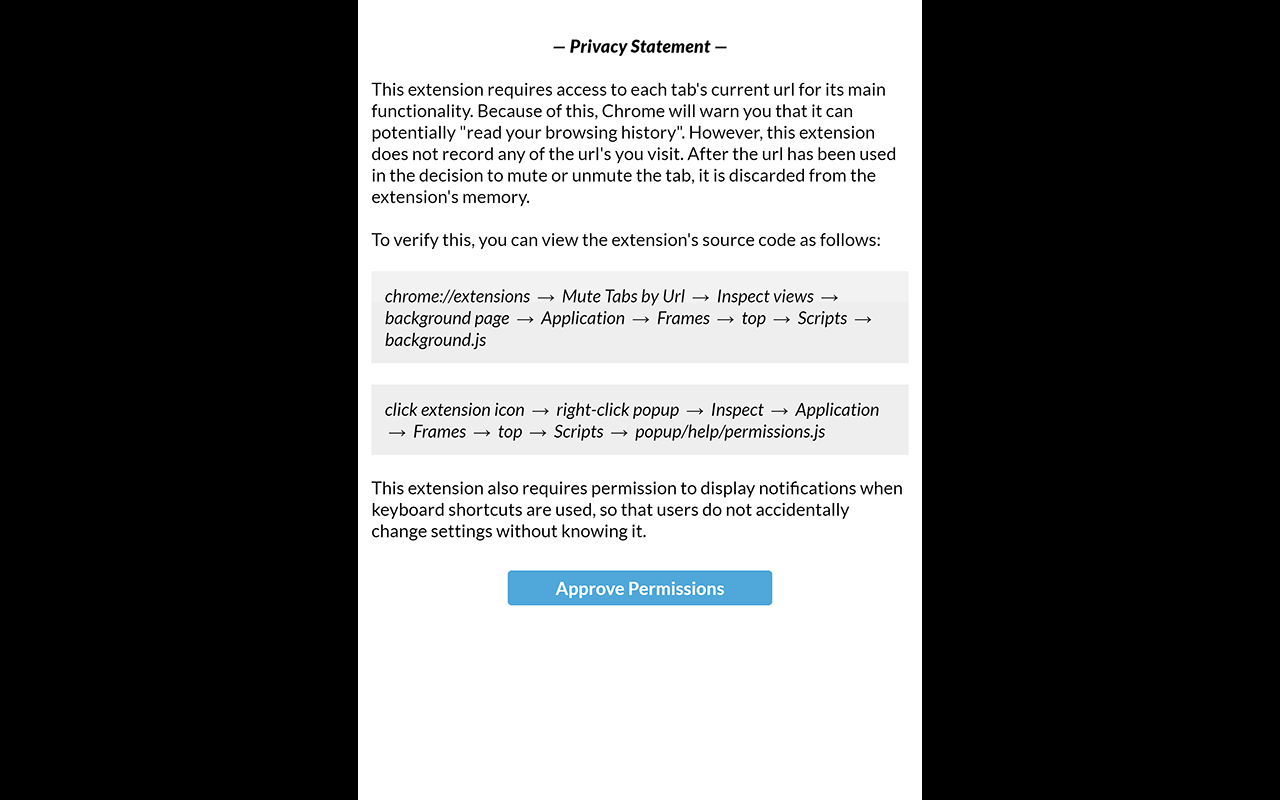 — Privacy Statement —
This extension requires access to each tab's current url for its main
functionality. Because of this, Chrome will warn you that it can
potentially "read your browsing history". However, this extension
does not record any of the url's you visit. After the url has been used
in the decision to mute or unmute the tab, it is discarded from the
extension's memory.
To verify this, you can view the extension's source code as follows:
chrome://extensions → Mute Tabs by Url → Inspect views →
background page → Application → Frames → top → Scripts →
background.js
click extension icon → right-click popup → Inspect → Application
→ Frames → top → Scripts → popup/help/permissions.js
This extension also requires permission to display notifications when
keyboard shortcuts are used, so that users do not accidentally
change settings without knowing it.
Approve Permissions